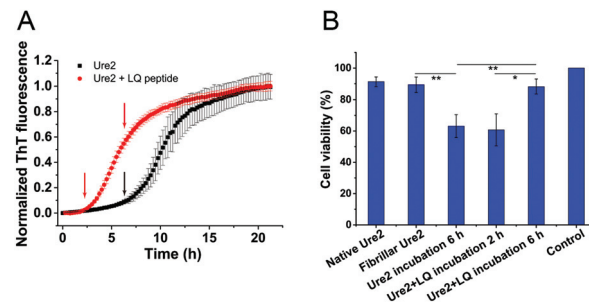 A
Normalized ThT fluorescence
1.2
1.0
0.8
0.6
0.4
0.2
0.0
Ure2
Ure2 + LQ peptide
0 5 10 15 20
Time (h)
B
Cell viability (%)
100
80
60
40
20
0
**
**
*
Native Ure2
Fibrillar Ure2
Ure2 incubation 6 h
Ure2+LQ incubation 2 h
Ure2+LQ incubation 6 h
Control